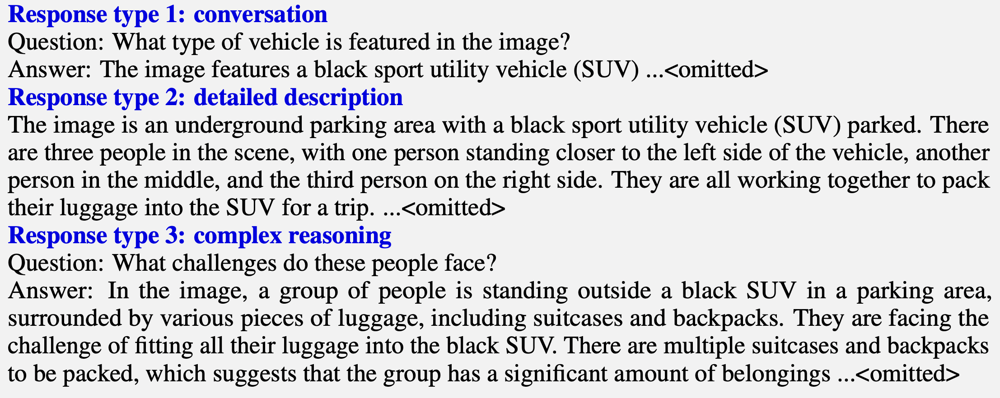 Response type 1: conversation
Question: What type of vehicle is featured in the image?
Answer: The image features a black sport utility vehicle (SUV) ...<omitted>
Response type 2: detailed description
The image is an underground parking area with a black sport utility vehicle (SUV) parked. There
are three people in the scene, with one person standing closer to the left side of the vehicle, another
person in the middle, and the third person on the right side. They are all working together to pack
their luggage into the SUV for a trip. ...<omitted>
Response type 3: complex reasoning
Question: What challenges do these people face?
Answer: In the image, a group of people is standing outside a black SUV in a parking area,
surrounded by various pieces of luggage, including suitcases and backpacks. They are facing the
challenge of fitting all their luggage into the black SUV. There are multiple suitcases and backpacks
to be packed, which suggests that the group has a significant amount of belongings ...<omitted>